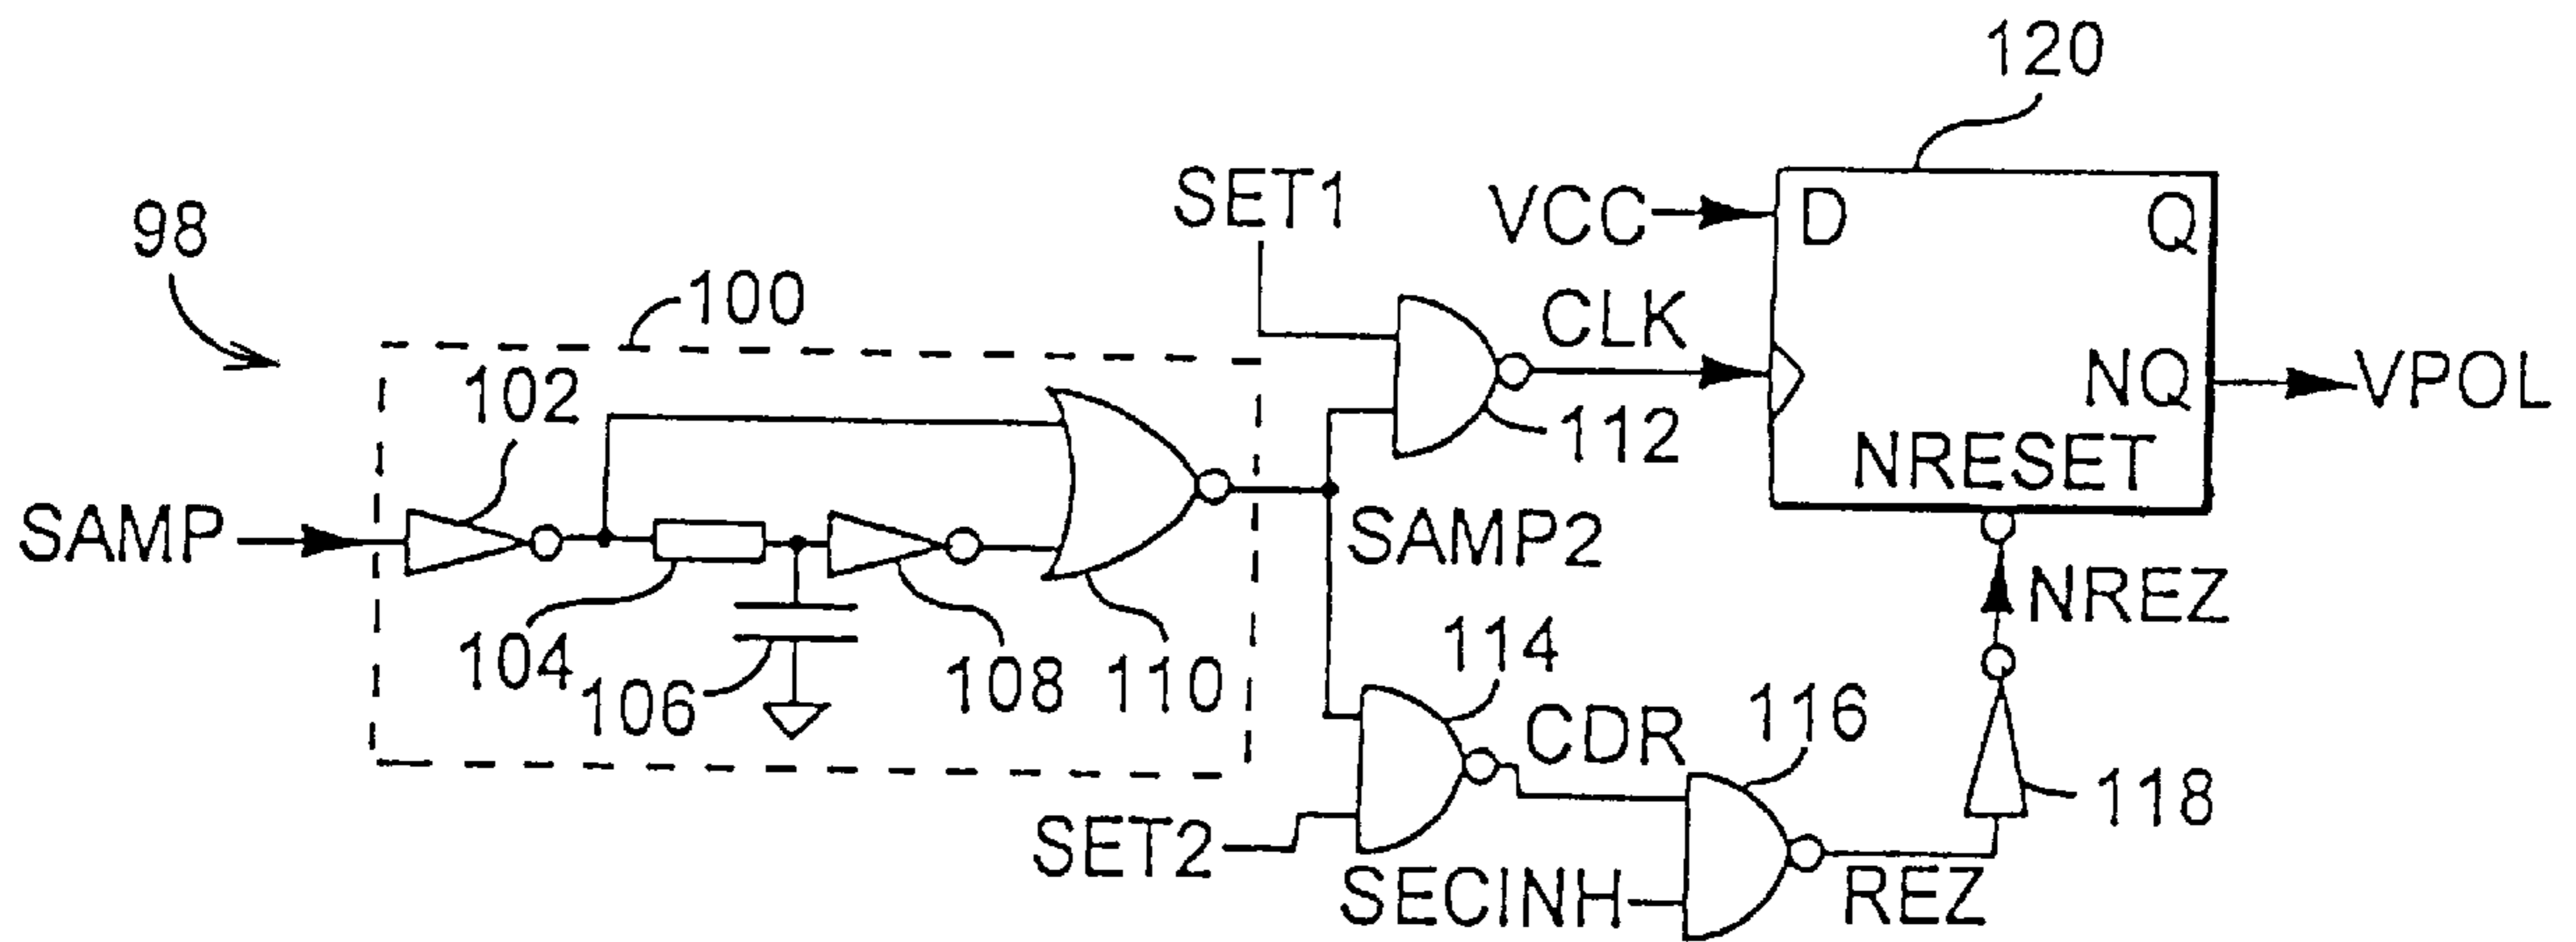 120
SET1
VCC
D
Q
98
100
CLK
102
NQ
VPOL
112
NRESET
SAMP
SAMP2
NREZ
104
106
108
110
114
CDR
116
118
SET2
SECINH
REZ